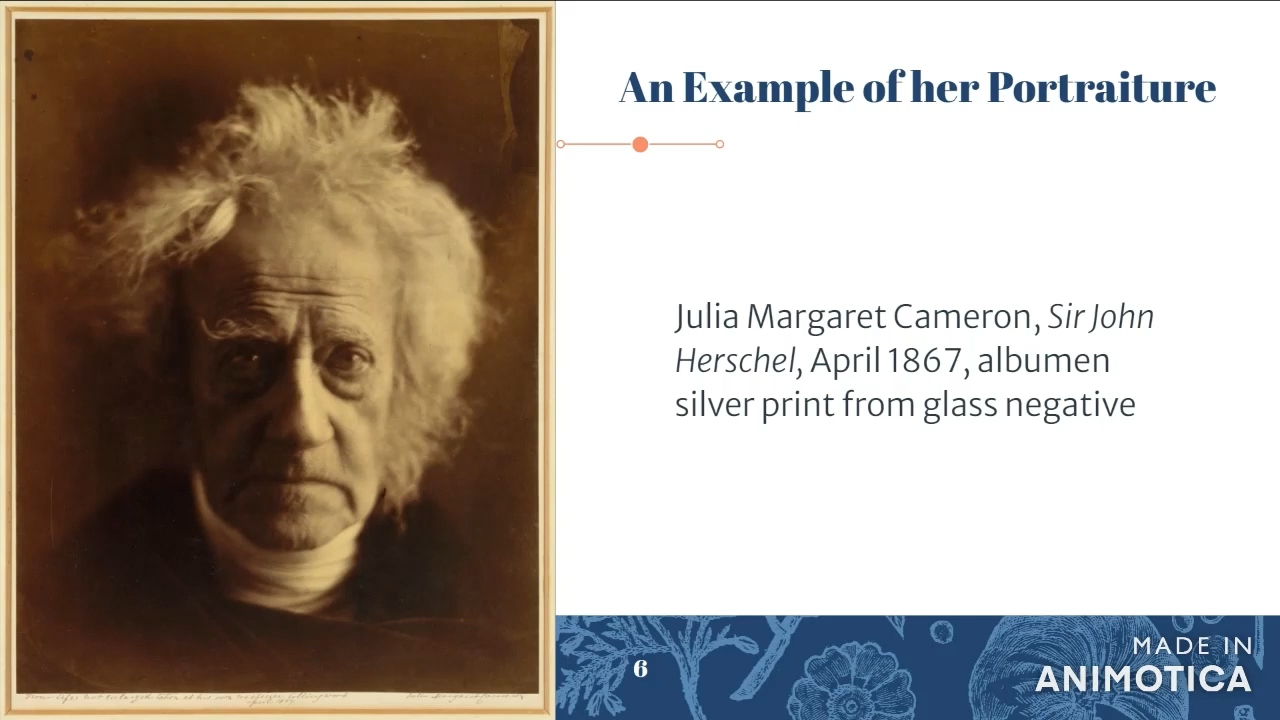 An Example of her Portraiture
Julia Margaret Cameron, Sir John
Herschel, April 1867, albumen
silver print from glass negative
6
MADE IN
ANIMOTICA